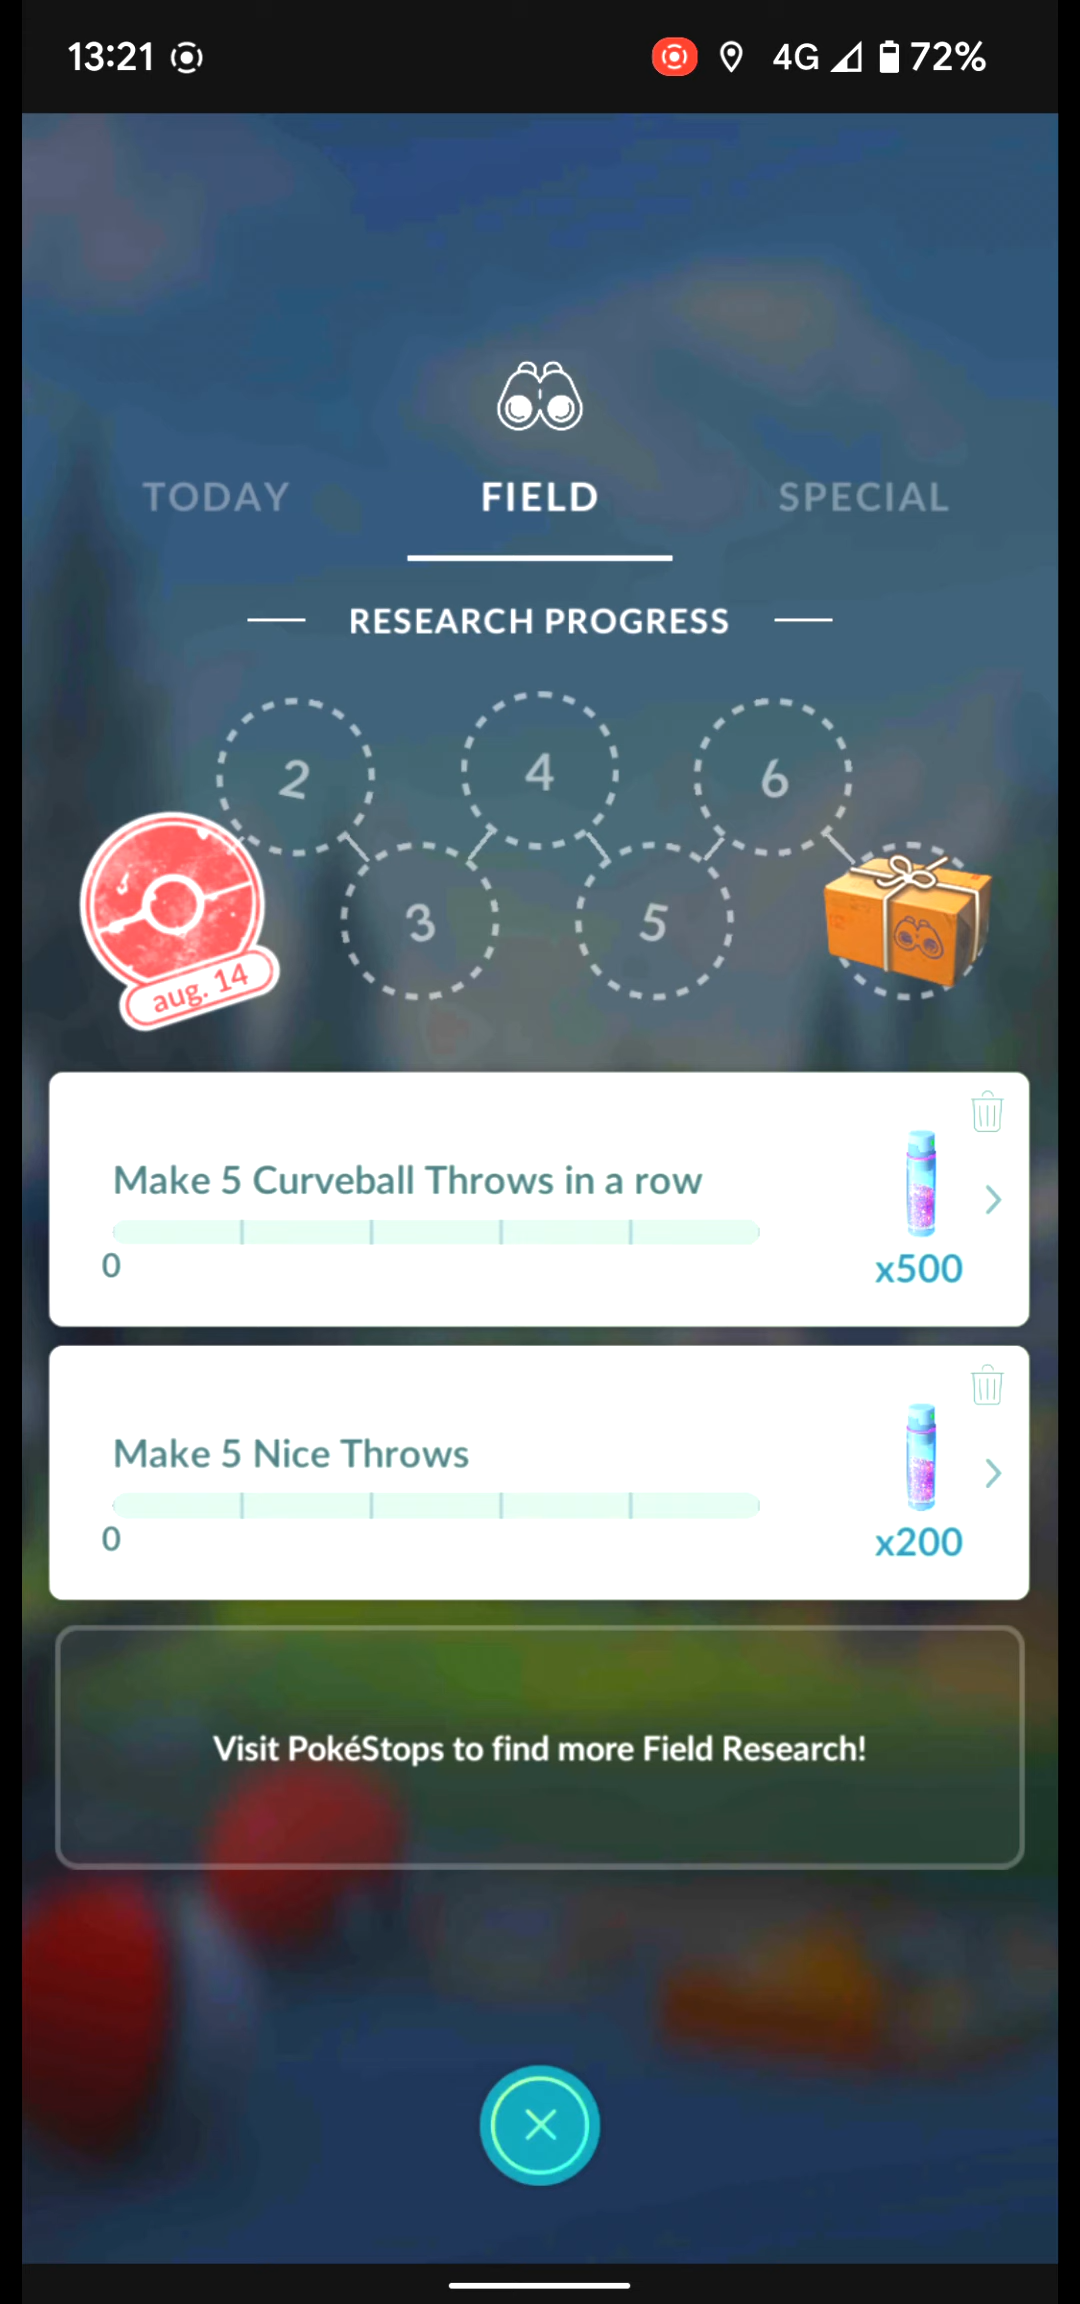 13:21
4G 72%
TODAY FIELD SPECIAL
RESEARCH PROGRESS
2 4 6
3 5
aug. 14
Make 5 Curveball Throws in a row
0
x500
Make 5 Nice Throws
0
x200
Visit PokéStops to find more Field Research!